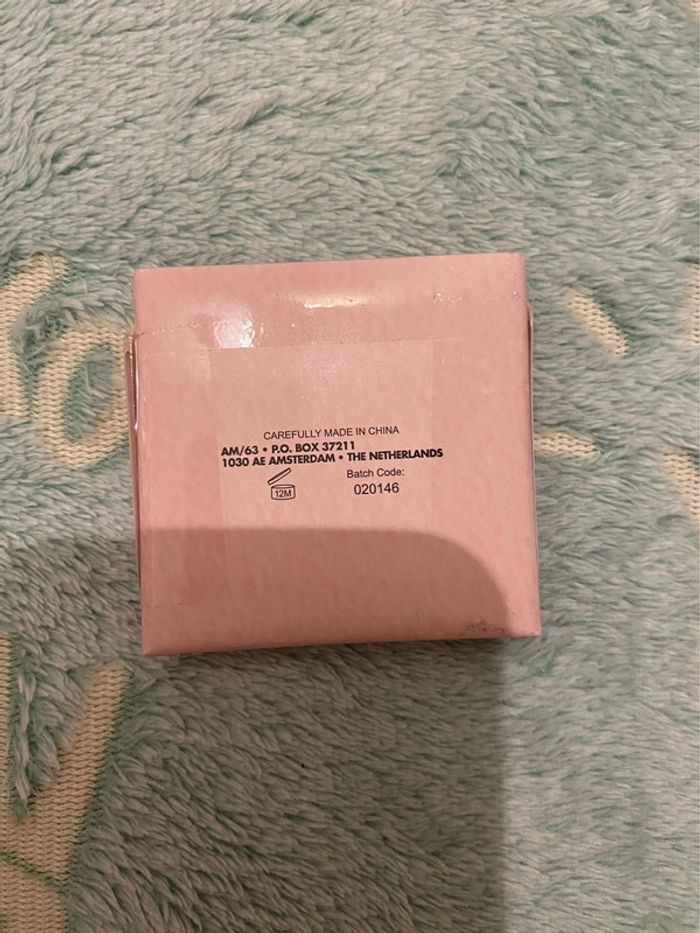 CAREFULLY MADE IN CHINA
AM/63 • P.O. BOX 37211
1030 AE AMSTERDAM • THE NETHERLANDS
12M
Batch Code:
020146